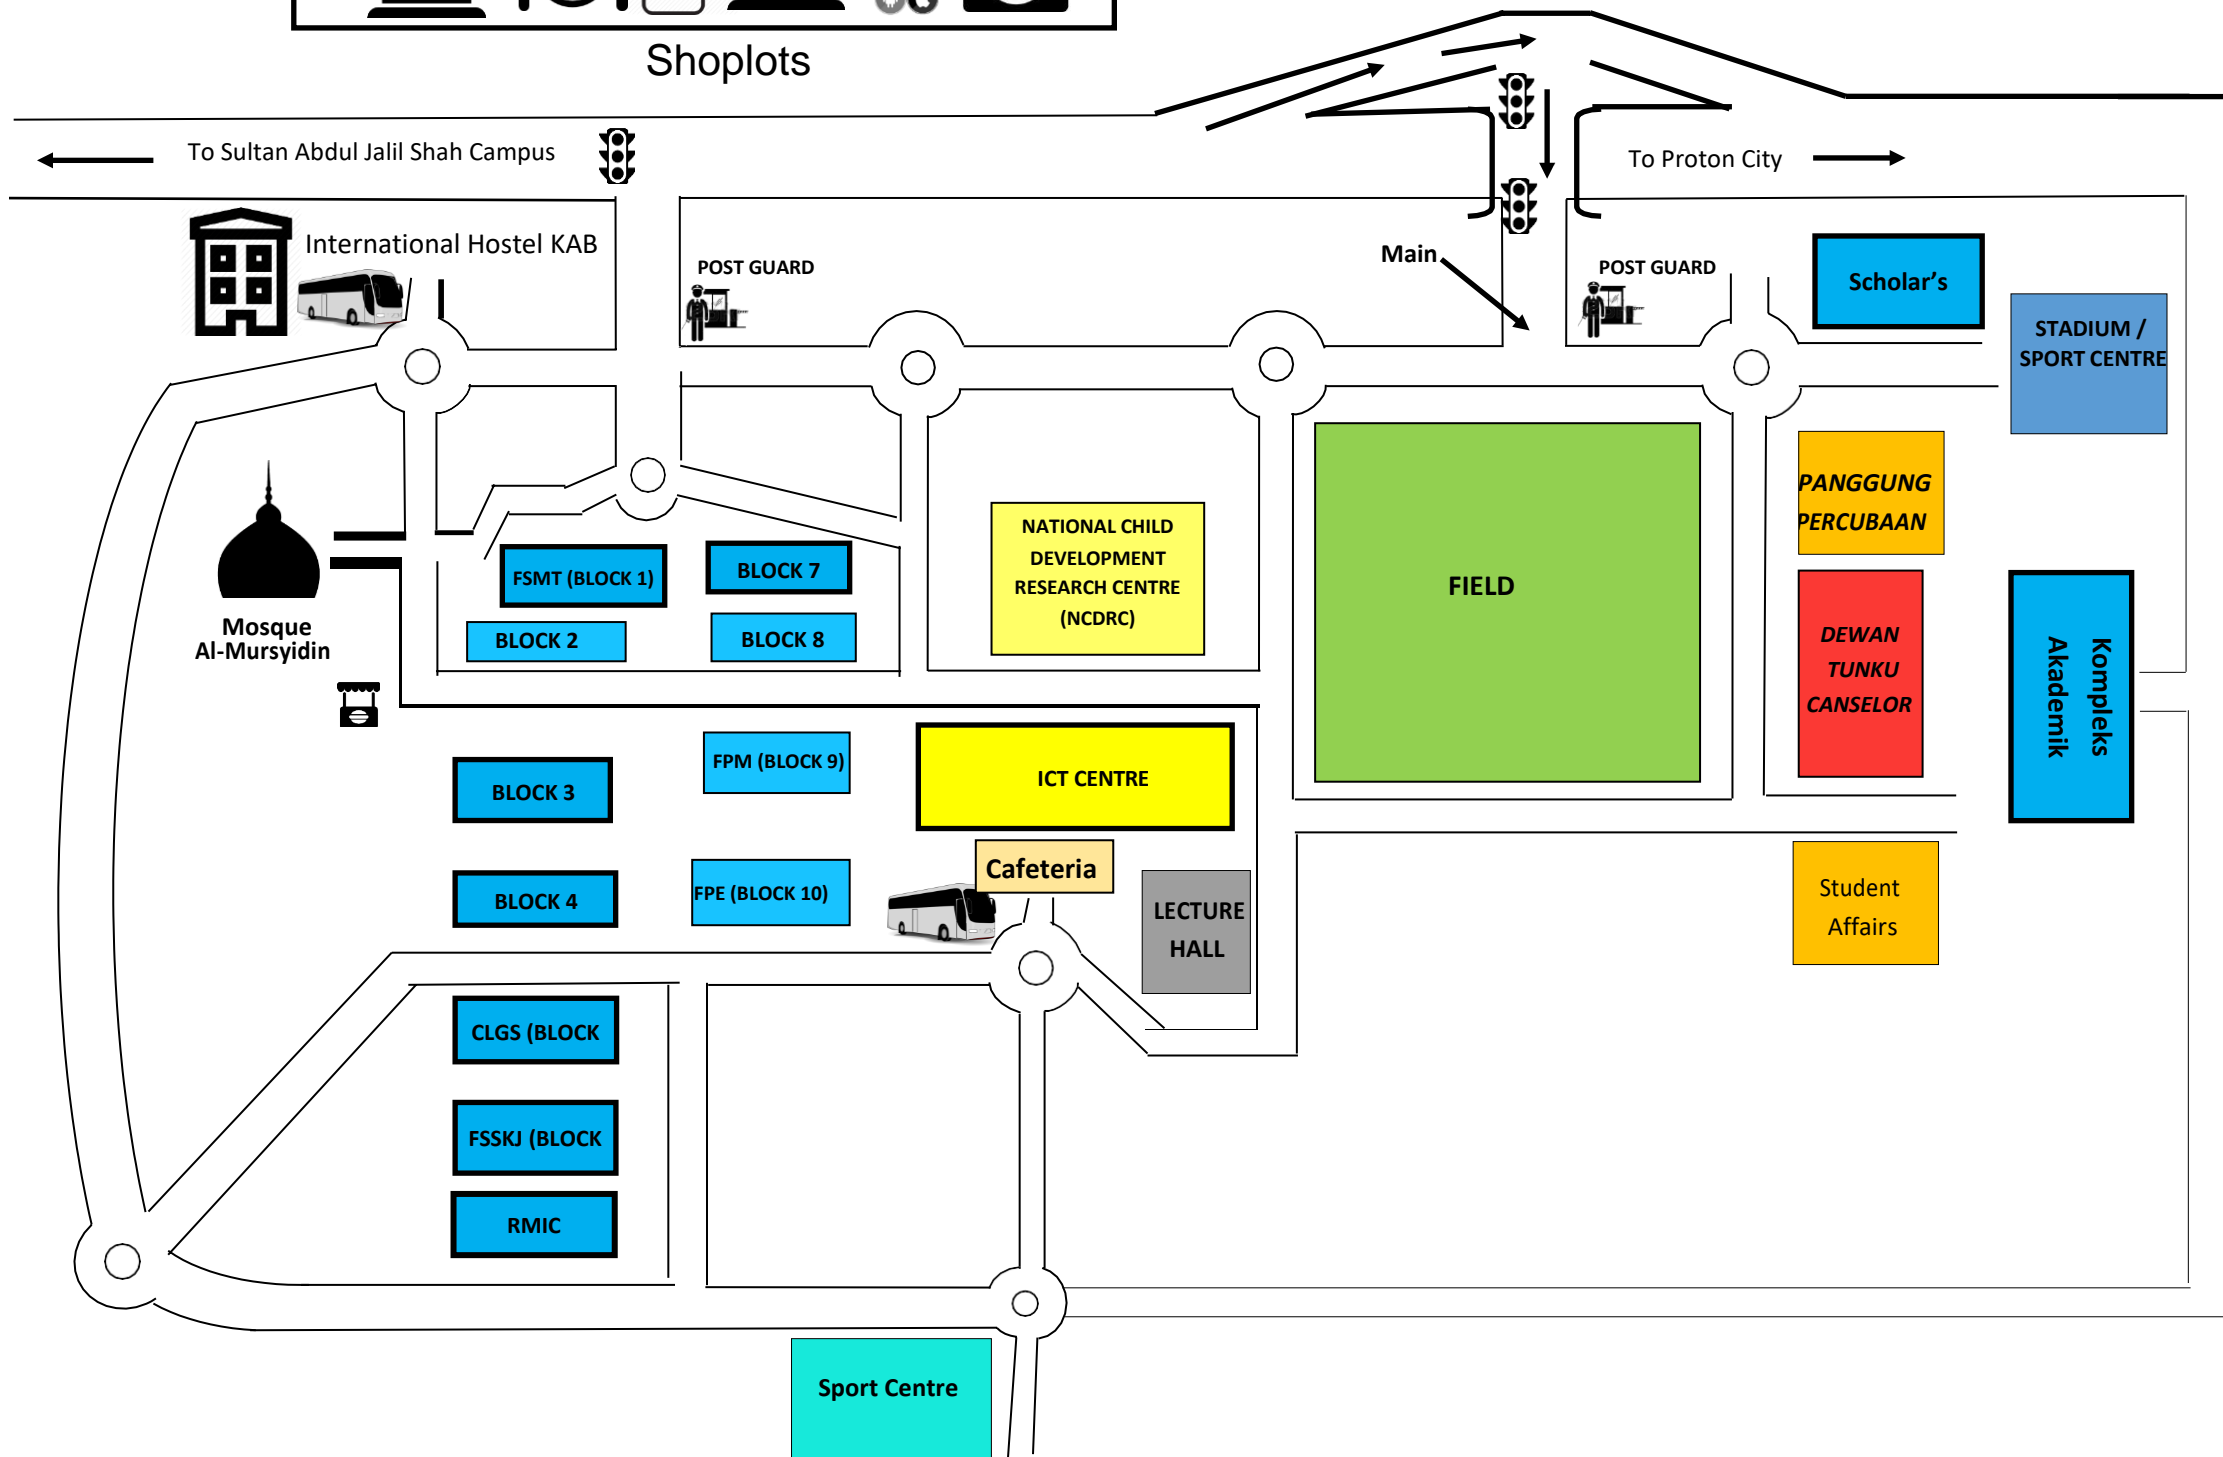 Shoplots
To Sultan Abdul Jalil Shah Campus
To Proton City
International Hostel KAB
POST GUARD
Main
POST GUARD
Scholar's
STADIUM /
SPORT CENTRE
PANGGUNG
PERCUBAAN
NATIONAL CHILD
DEVELOPMENT
RESEARCH CENTRE
(NCDRC)
FIELD
FSMT (BLOCK 1)
BLOCK 7
BLOCK 2
BLOCK 8
Mosque
Al-Mursyidin
DEWAN
TUNKU
CANSELOR
Kompleks
Akademik
FPM (BLOCK 9)
ICT CENTRE
BLOCK 3
Cafeteria
BLOCK 4
FPE (BLOCK 10)
LECTURE
HALL
Student
Affairs
CLGS (BLOCK
FSSKJ (BLOCK
RMIC
Sport Centre